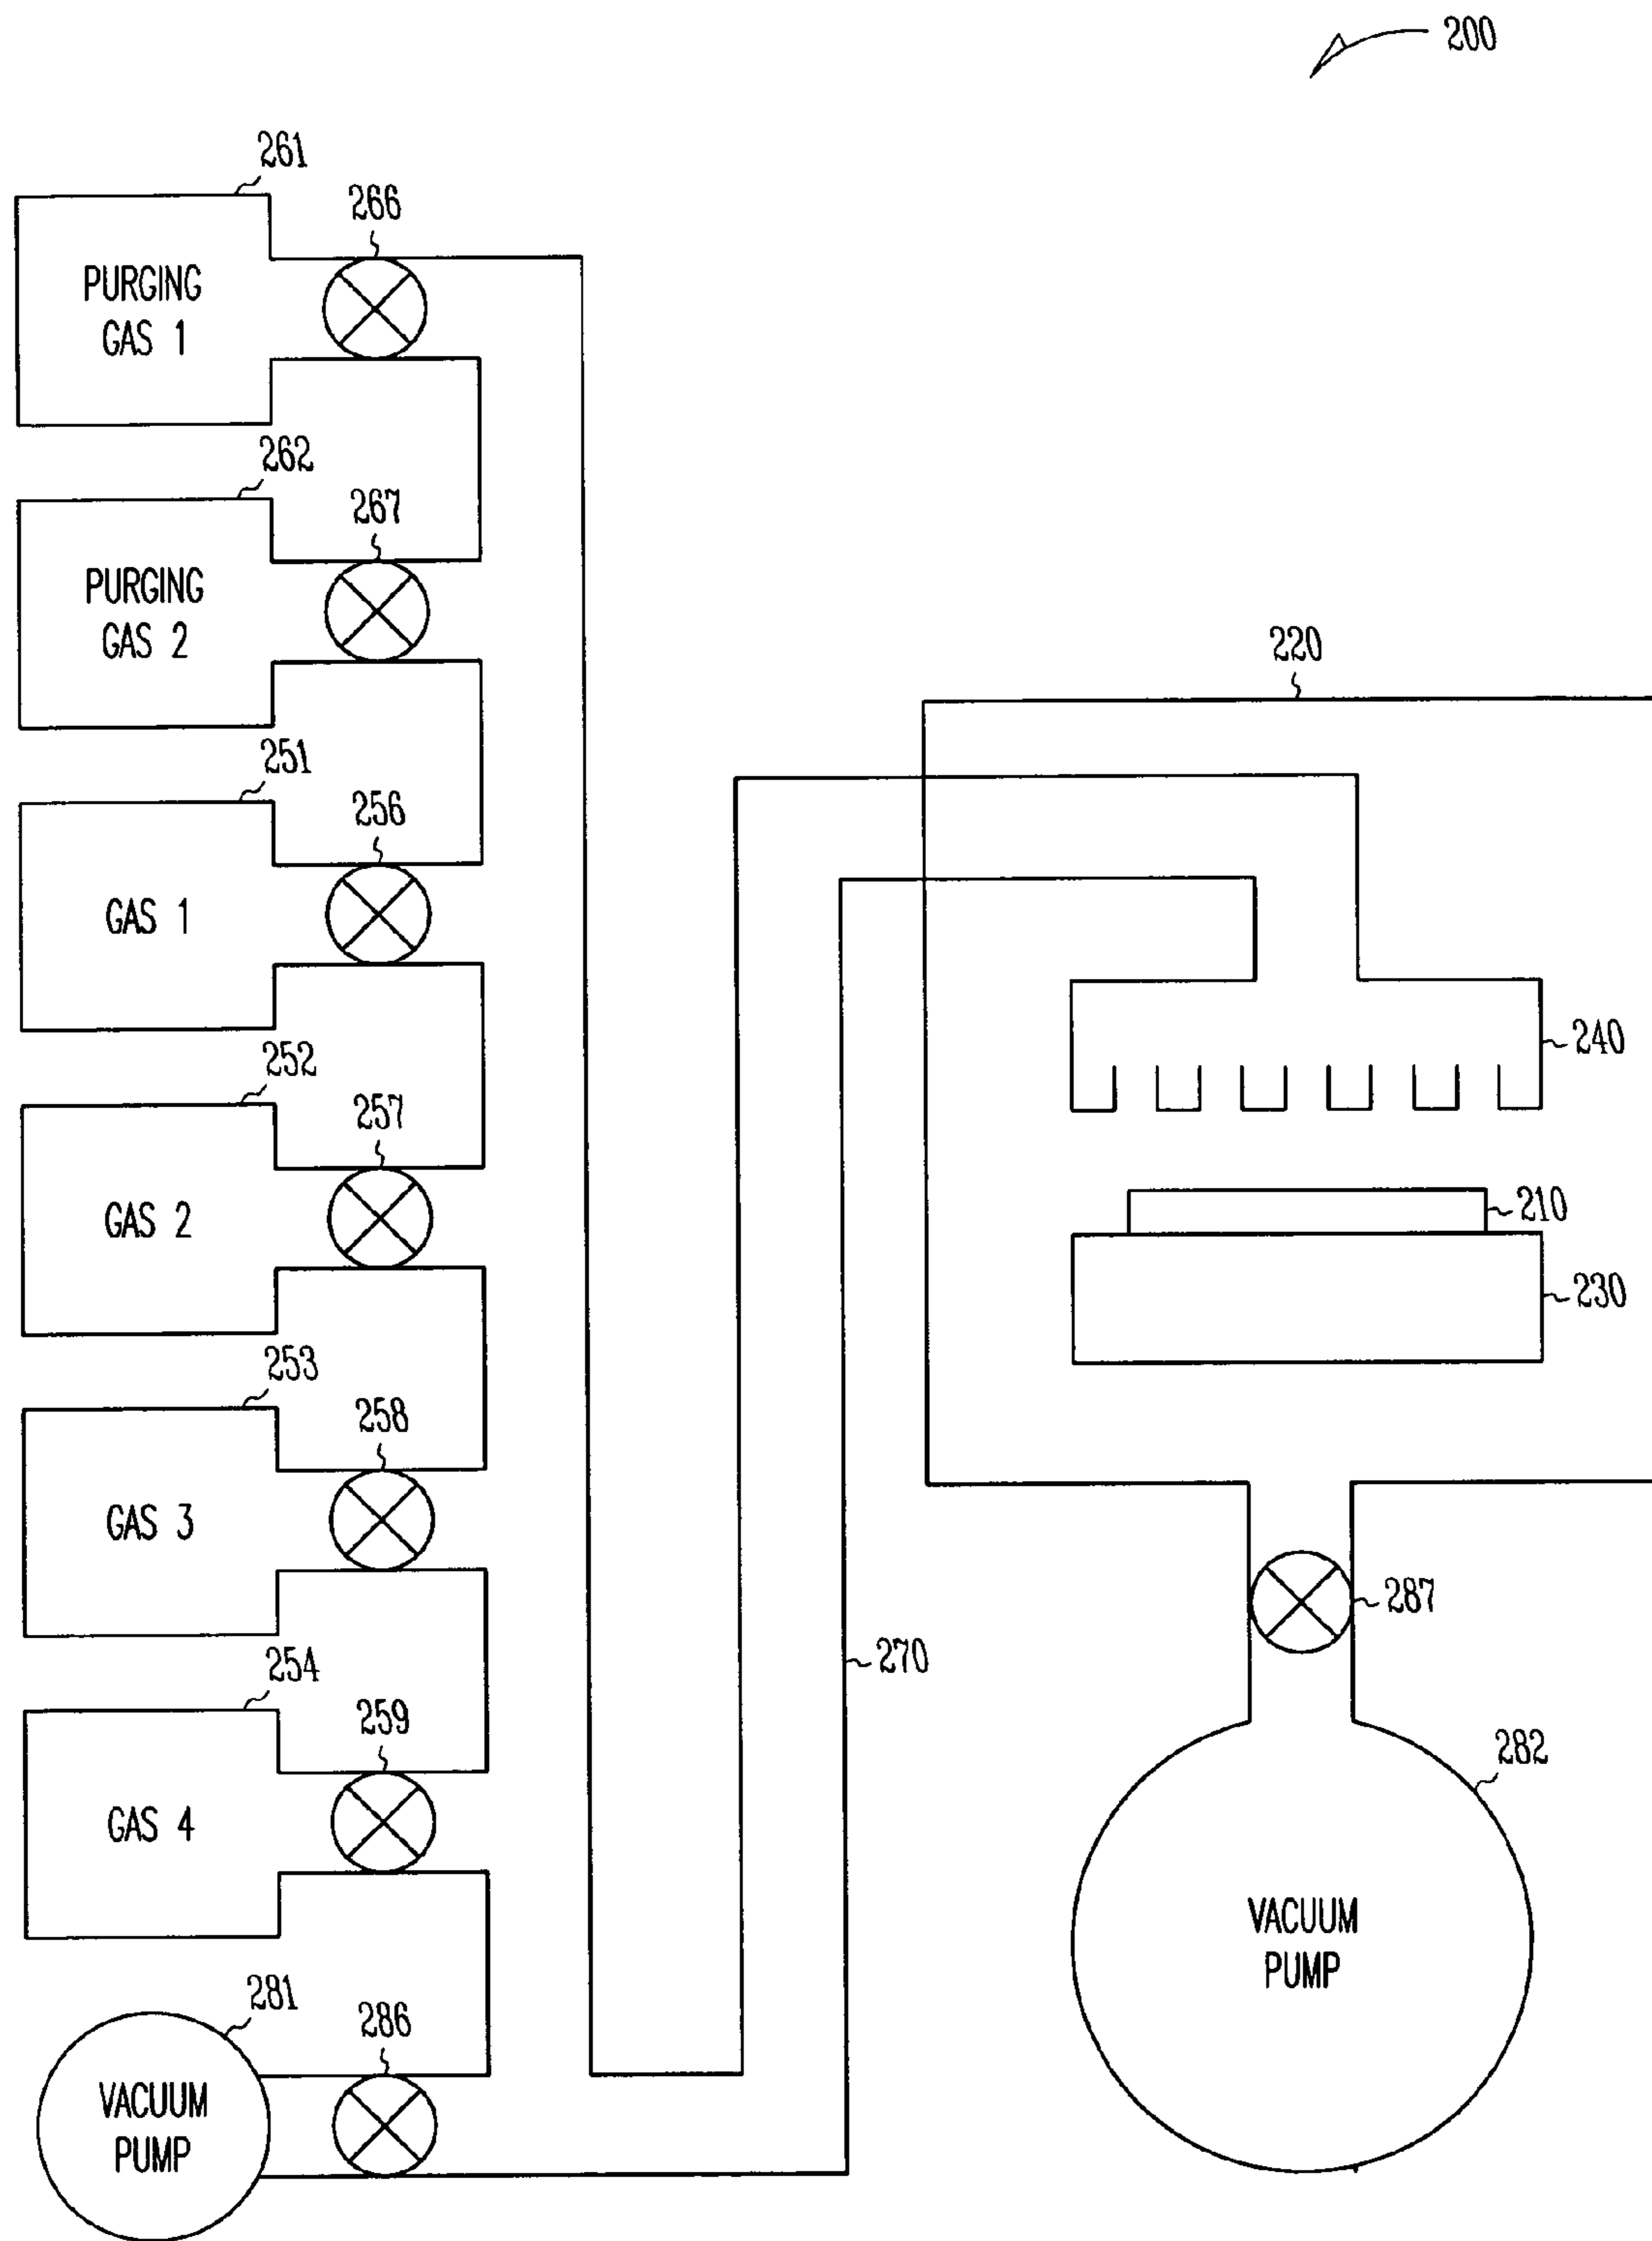 200
261
266
PURGING
GAS 1
262
267
PURGING
GAS 2
220
251
256
GAS 1
240
252
257
GAS 2
210
230
253
258
GAS 3
287
254
259
270
GAS 4
282
VACUUM
PUMP
281
286
VACUUM
PUMP